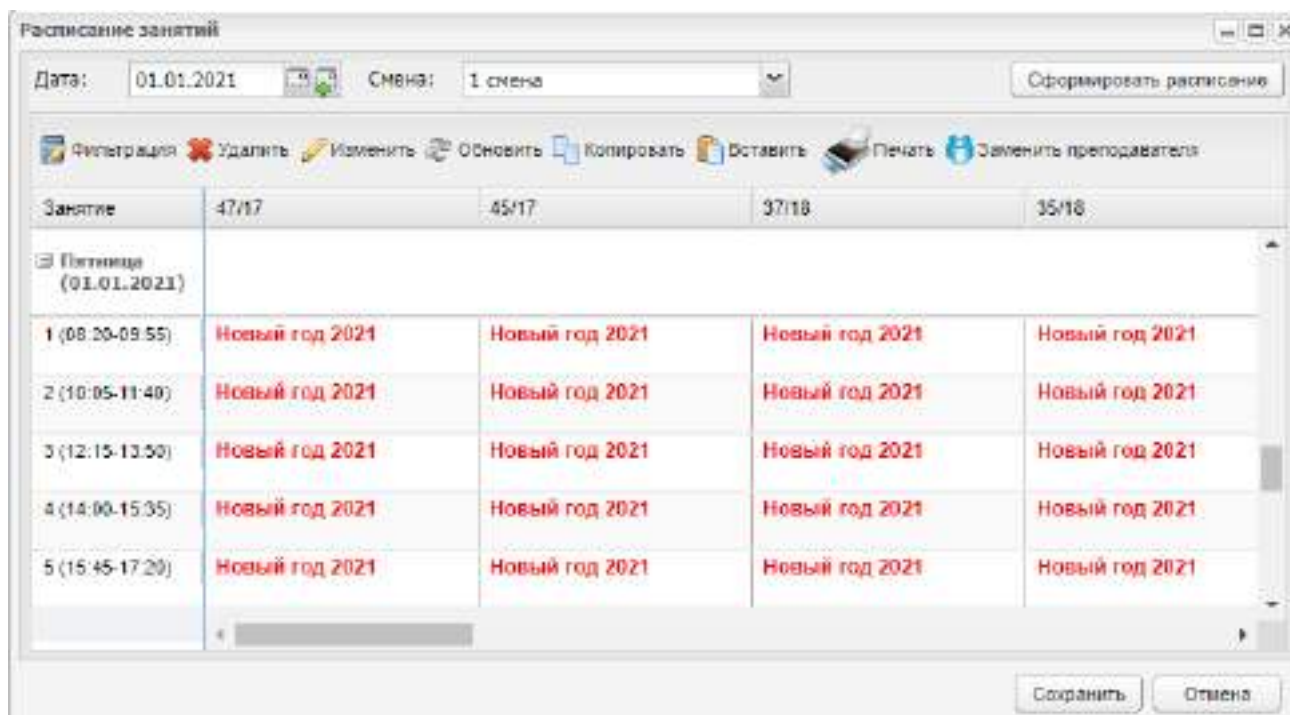 Расписание занятий
Дата: 01.01.2021 Смена: 1 смена Сформировать расписание
Фильтрация Удалить Изменить Обновить Копировать Вставить Печать Заменить преподавателя
Занятие 47/17 45/17 37/18 35/18
Пятница
(01.01.2021)
1 (08:20-09:55) Новый год 2021 Новый год 2021 Новый год 2021 Новый год 2021
2 (10:05-11:40) Новый год 2021 Новый год 2021 Новый год 2021 Новый год 2021
3 (12:15-13:50) Новый год 2021 Новый год 2021 Новый год 2021 Новый год 2021
4 (14:00-15:35) Новый год 2021 Новый год 2021 Новый год 2021 Новый год 2021
5 (15:45-17:20) Новый год 2021 Новый год 2021 Новый год 2021 Новый год 2021
Сохранить Отмена